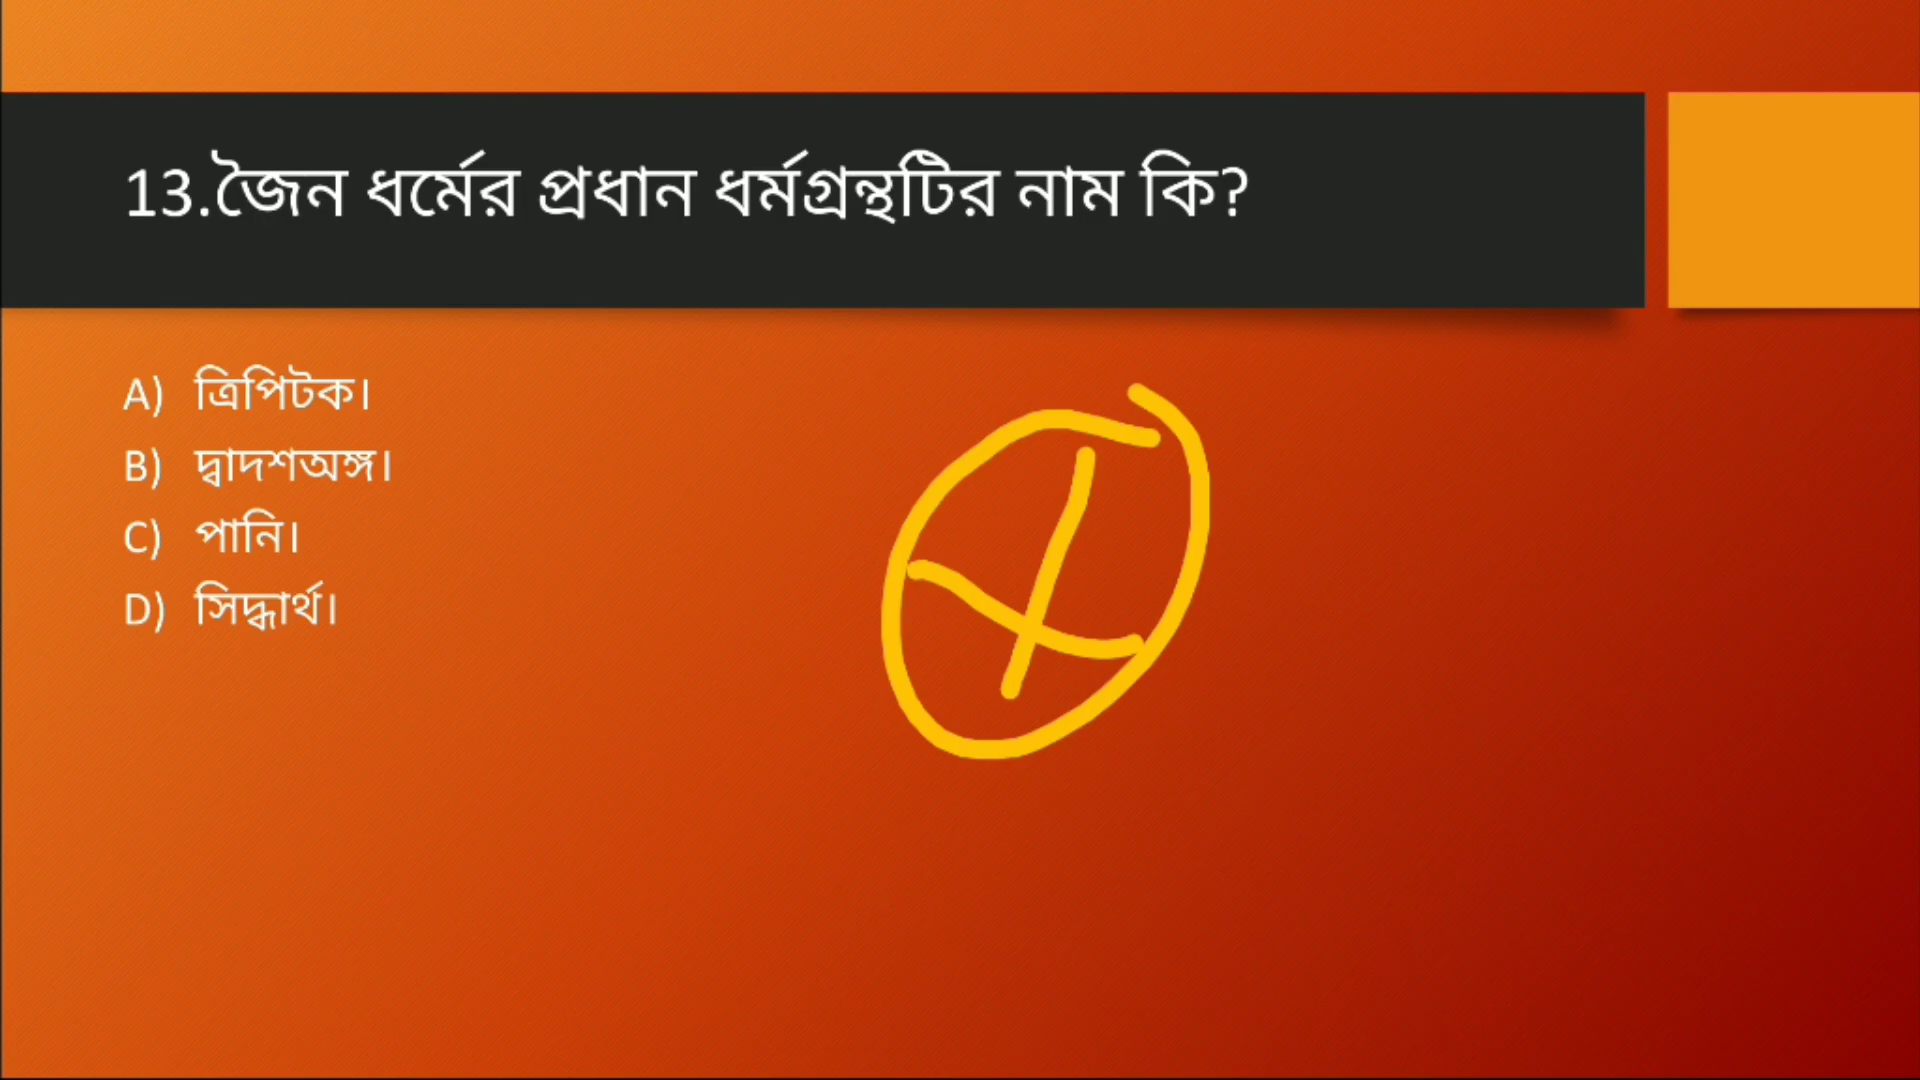 13.জৈন ধর্মের প্রধান ধর্মগ্রন্থটির নাম কি?
A) ত্রিপিটক।
B) দ্বাদশঅঙ্গ।
C) পানি।
D) সিদ্ধার্থ।